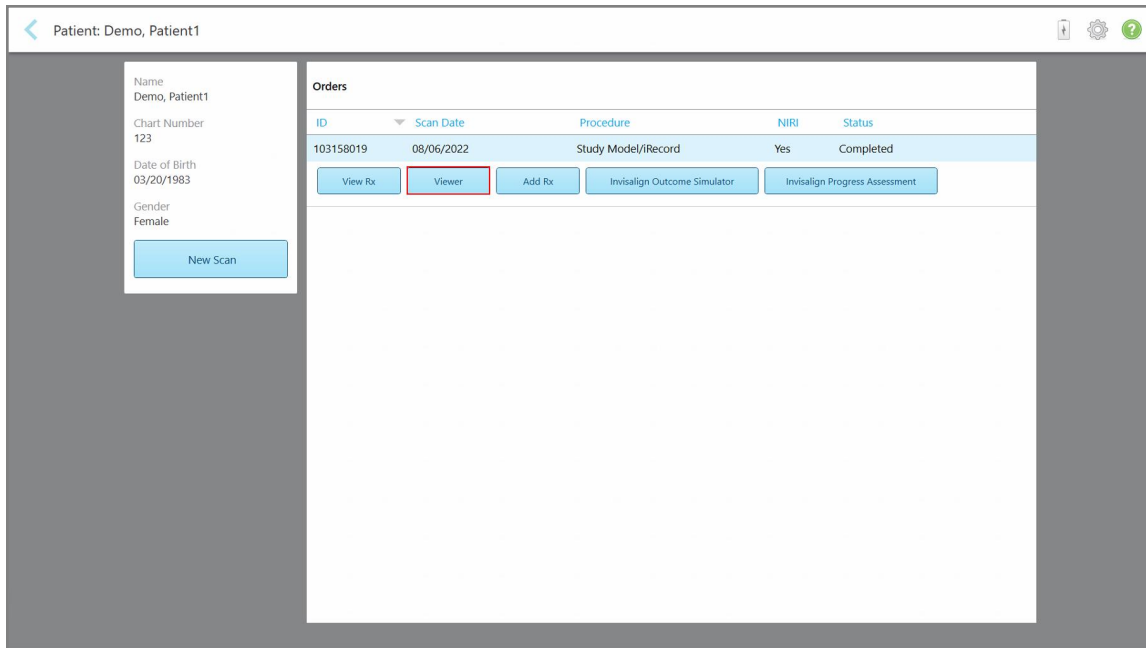 Patient: Demo, Patient1
?
Name
Demo, Patient1
Chart Number
123
Date of Birth
03/20/1983
Gender
Female
New Scan
Orders
ID Scan Date Procedure NIRI Status
103158019 08/06/2022 Study Model/iRecord Yes Completed
View Rx Viewer Add Rx Invisalign Outcome Simulator Invisalign Progress Assessment